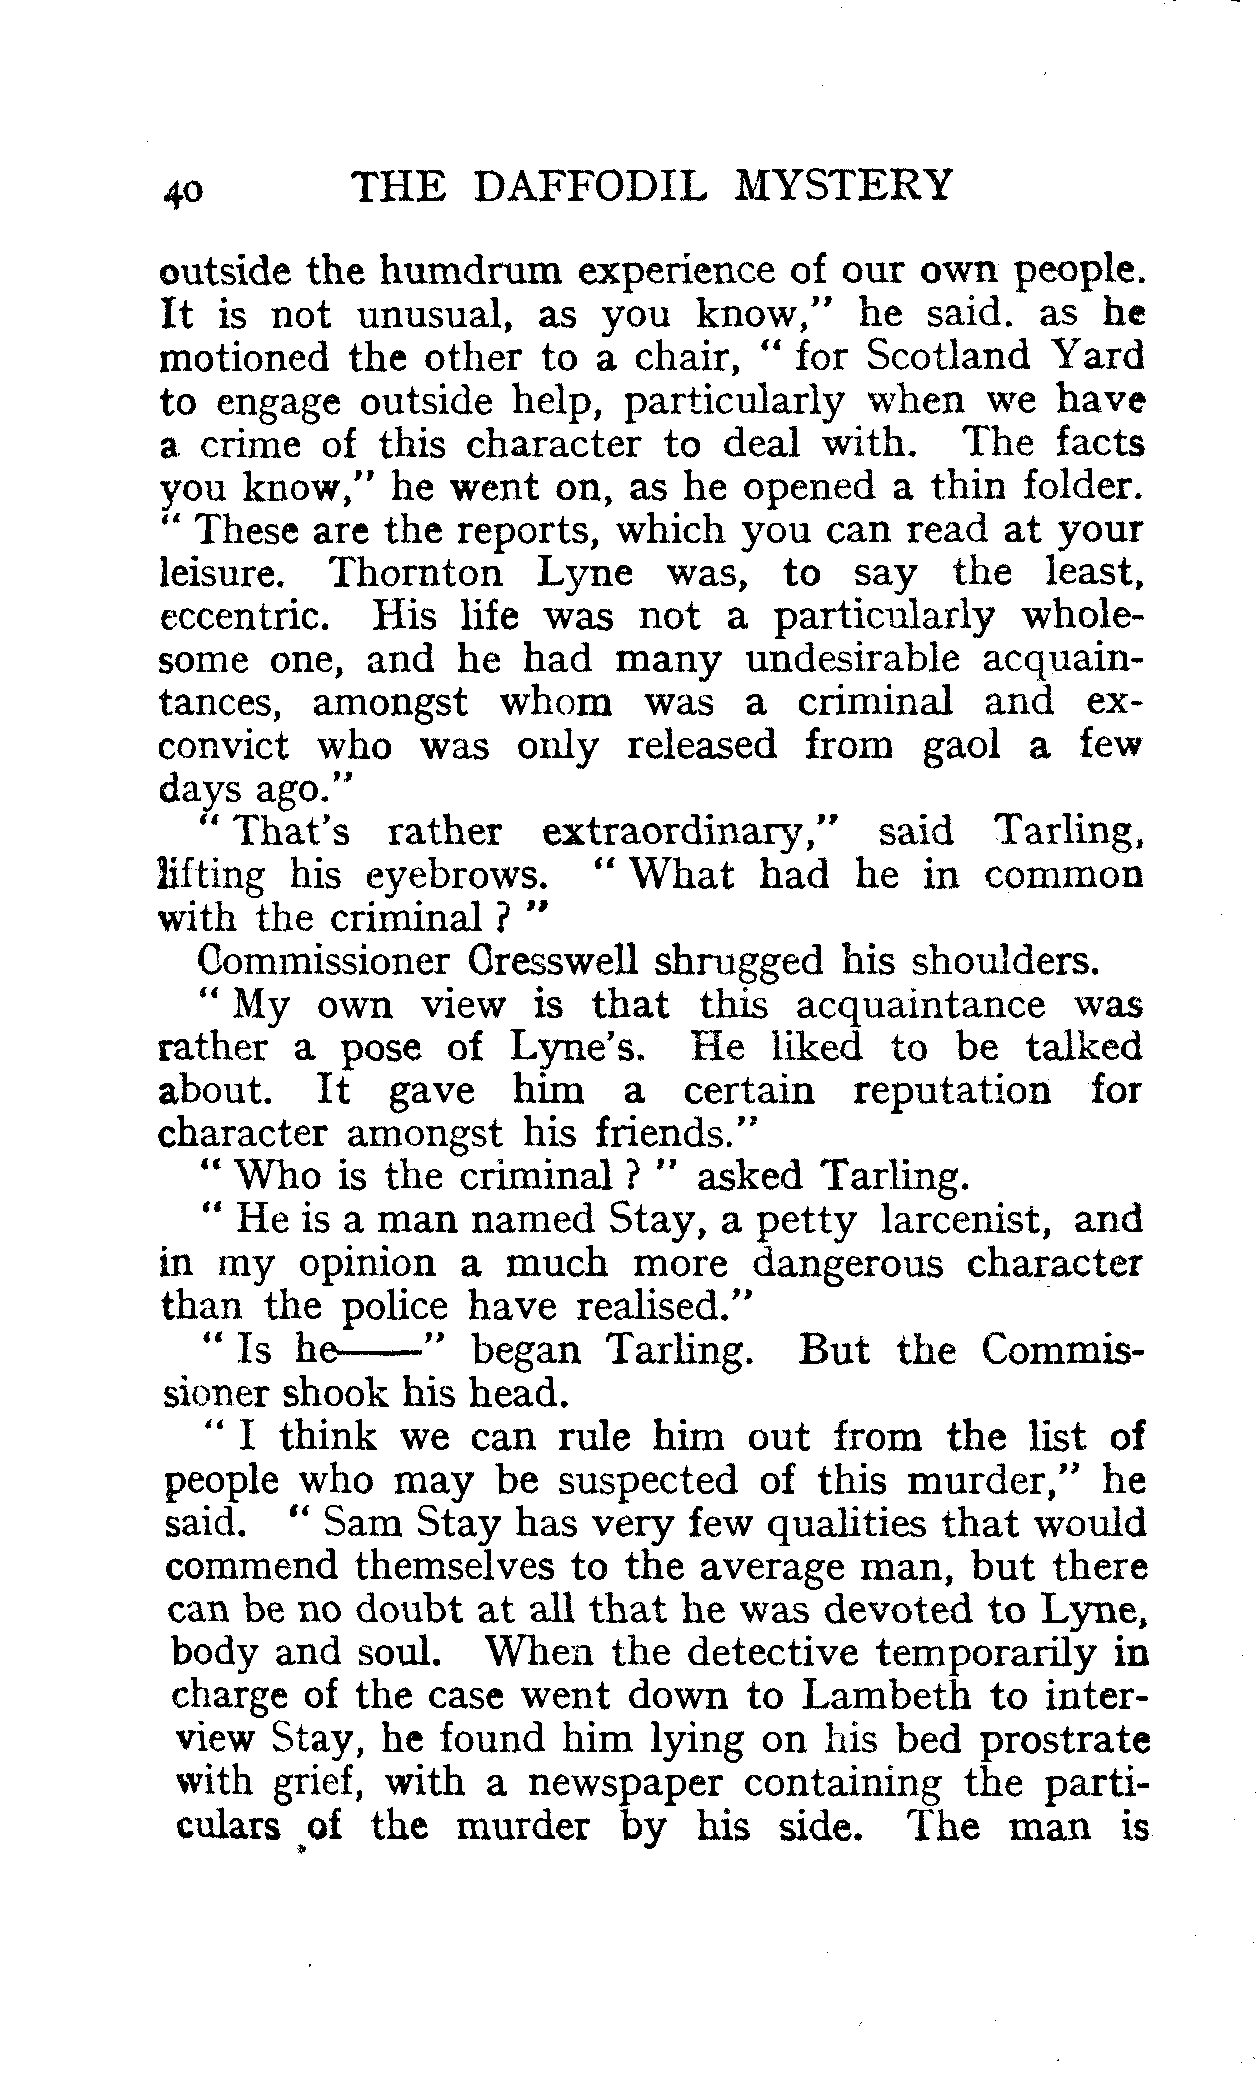 40 THE DAFFODIL MYSTERY
outside the humdrum experience of our own people.
It is not unusual, as you know," he said. as he
motioned the other to a chair, " for Scotland Yard
to engage outside help, particularly when we have
a crime of this character to deal with. The facts
you know," he went on, as he opened a thin folder.
" These are the reports, which you can read at your
leisure. Thornton Lyne was, to say the least,
eccentric. His life was not a particularly whole-
some one, and he had many undesirable acquain-
tances, amongst whom was a criminal and ex-
convict who was only released from gaol a few
days ago."
" That's rather extraordinary," said Tarling,
lifting his eyebrows. " What had he in common
with the criminal ? "
Commissioner Cresswell shrugged his shoulders.
" My own view is that this acquaintance was
rather a pose of Lyne's. He liked to be talked
about. It gave him a certain reputation for
character amongst his friends."
" Who is the criminal ? " asked Tarling.
" He is a man named Stay, a petty larcenist, and
in my opinion a much more dangerous character
than the police have realised."
" Is he——" began Tarling. But the Commis-
sioner shook his head.
" I think we can rule him out from the list of
people who may be suspected of this murder," he
said. " Sam Stay has very few qualities that would
commend themselves to the average man, but there
can be no doubt at all that he was devoted to Lyne,
body and soul. When the detective temporarily in
charge of the case went down to Lambeth to inter-
view Stay, he found him lying on his bed prostrate
with grief, with a newspaper containing the parti-
culars of the murder by his side. The man is